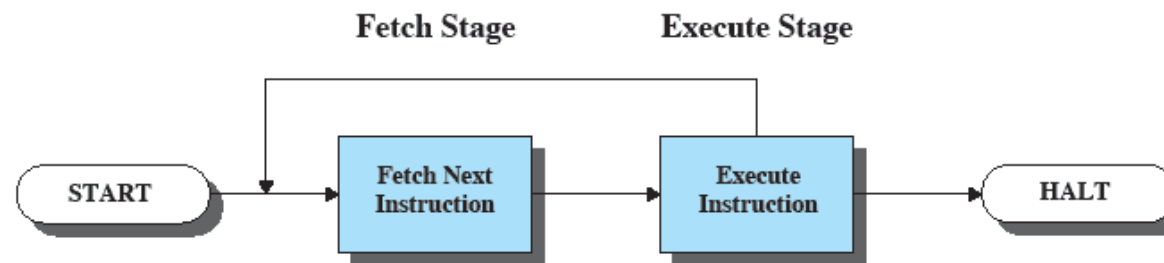 Fetch Stage
Execute Stage
START
Fetch Next
Instruction
Execute
Instruction
HALT